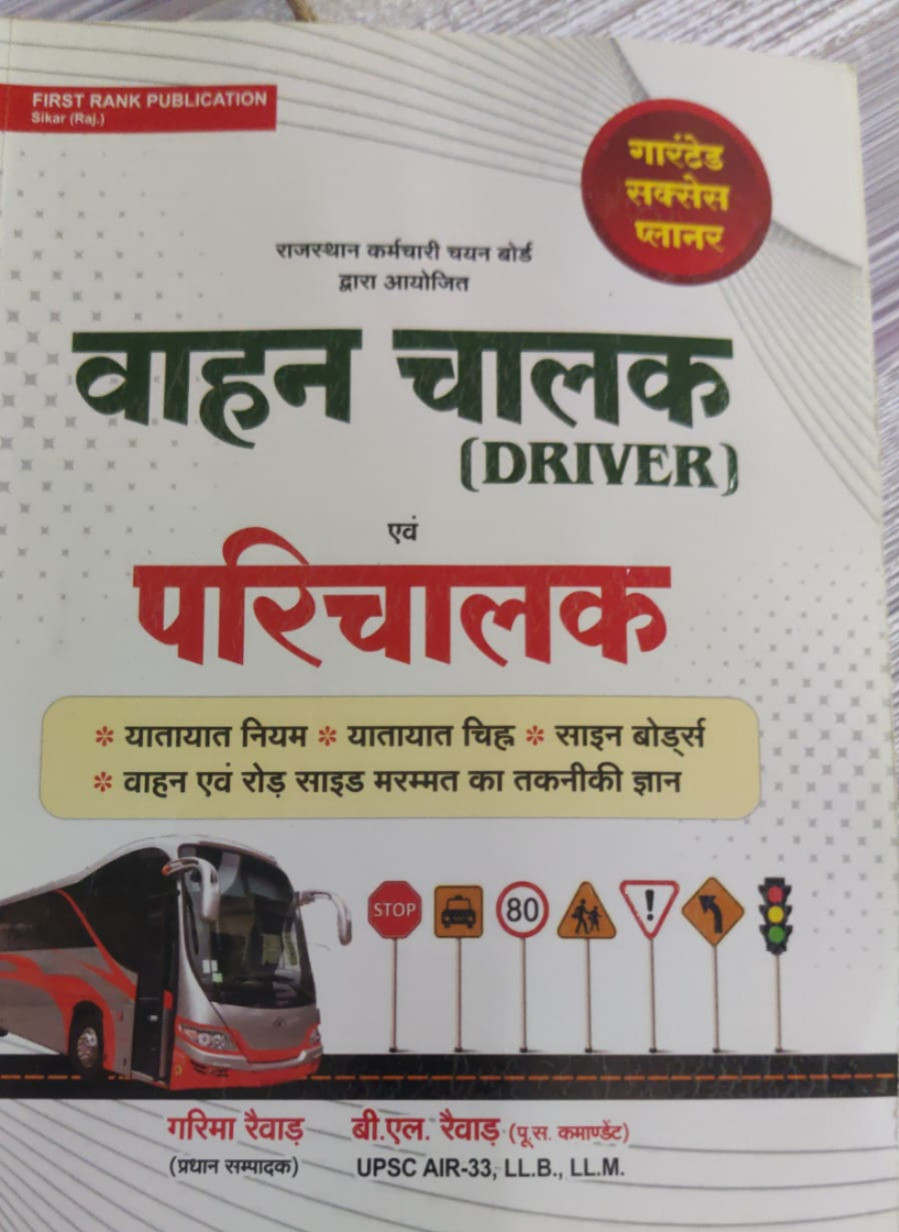 FIRST RANK PUBLICATION
Sikar (Raj.)
गारंटेड
सक्सेस
प्लानर
राजस्थान कर्मचारी चयन बोर्ड
द्वारा आयोजित
वाहन चालक
(DRIVER)
एवं
परिचालक
* यातायात नियम * यातायात चिह्न * साइन बोर्ड्स
* वाहन एवं रोड़ साइड मरम्मत का तकनीकी ज्ञान
STOP
80
!
गरिमा रैवाड़ बी.एल. रैवाड़ (पू.स. कमाण्डेंट)
(प्रधान सम्पादक) UPSC AIR-33, LL.B., LL.M.